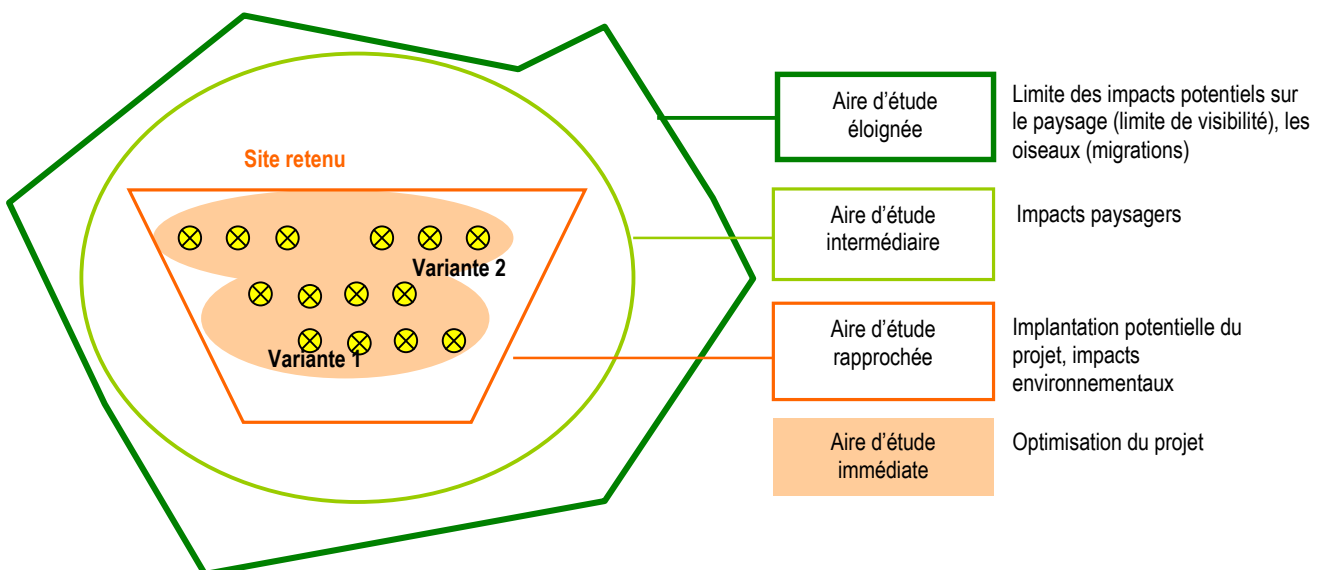 Site retenu
Variante 2
Variante 1
Aire d’étude
éloignée
Limite des impacts potentiels sur
le paysage (limite de visibilité), les
oiseaux (migrations)
Aire d’étude
intermédiaire
Impacts paysagers
Aire d’étude
rapprochée
Implantation potentielle du
projet, impacts
environnementaux
Aire d’étude
immédiate
Optimisation du projet